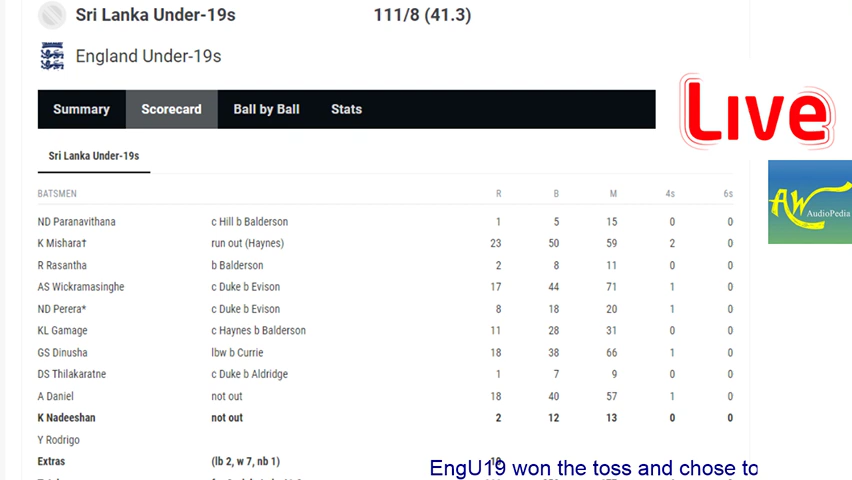 Sri Lanka Under-19s 111/8 (41.3)
England Under-19s
Summary Scorecard Ball by Ball Stats
Live
Sri Lanka Under-19s
AW AudioPedia
BATSMEN R B M 4s 6s
ND Paranavithana c Hill b Balderson 1 5 15 0 0
K Mishara† run out (Haynes) 23 50 59 2 0
R Rasantha b Balderson 2 8 11 0 0
AS Wickramasinghe c Duke b Evison 17 44 71 1 0
ND Perera* c Duke b Evison 8 18 20 1 0
KL Gamage c Haynes b Balderson 11 28 31 0 0
GS Dinusha lbw b Currie 18 38 66 1 0
DS Thilakaratne c Duke b Aldridge 1 7 9 0 0
A Daniel not out 18 40 57 1 0
K Nadeeshan not out 2 12 13 0 0
Y Rodrigo
Extras (lb 2, w 7, nb 1) 10
EngU19 won the toss and chose to